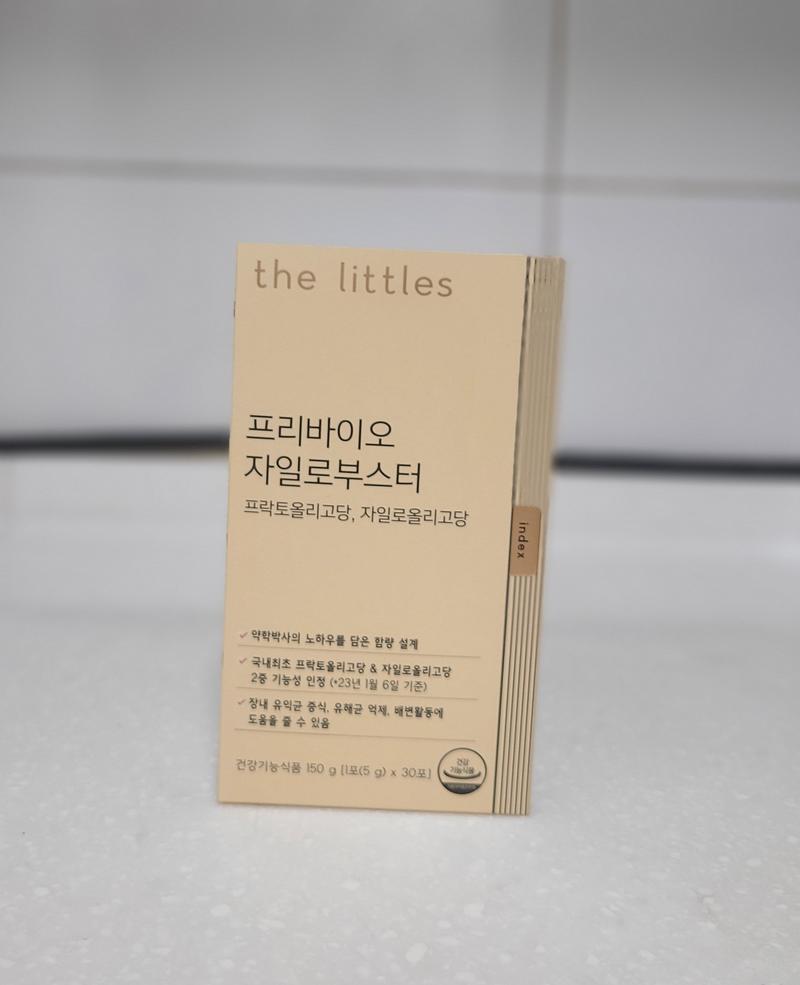 the littles
프리바이오
자일로부스터
프락토올리고당, 자일로올리고당
index
✓ 약학박사의 노하우를 담은 함량 설계
✓ 국내최초 프락토올리고당 & 자일로올리고당
2중 기능성 인정 (*23년 1월 6일 기준)
✓ 장내 유익균 증식, 유해균 억제, 배변활동에
도움을 줄 수 있음
건강기능식품 150 g [1포(5 g) x 30포]
건강
기능식품